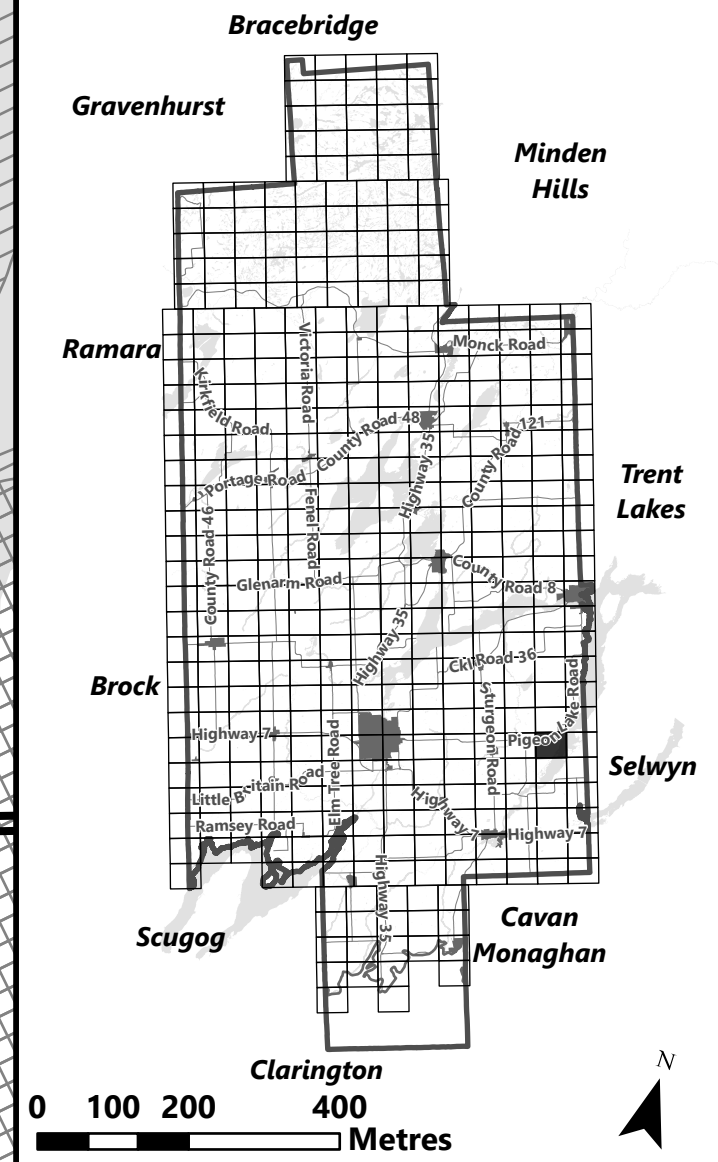 Bracebridge
Gravenhurst
Minden
Hills
Ramara
Monck Road
Victoria Road
Kirkfield Road
County Road 48
County Road 121
Highway 35
Portage Road
Trent
Lakes
Fenel Road
County Road 46
Glenarm Road
County Road 8
Highway 35
Ckl Road 36
Brock
Sturgeon Road
Pigeon Lake Road
Highway 7
Elm Tree Road
Selwyn
Little Britain Road
Ramsey Road
Highway 7
Highway 7
Highway 35
Scugog
Cavan
Monaghan
Clarington
N
0 100 200 400
Metres